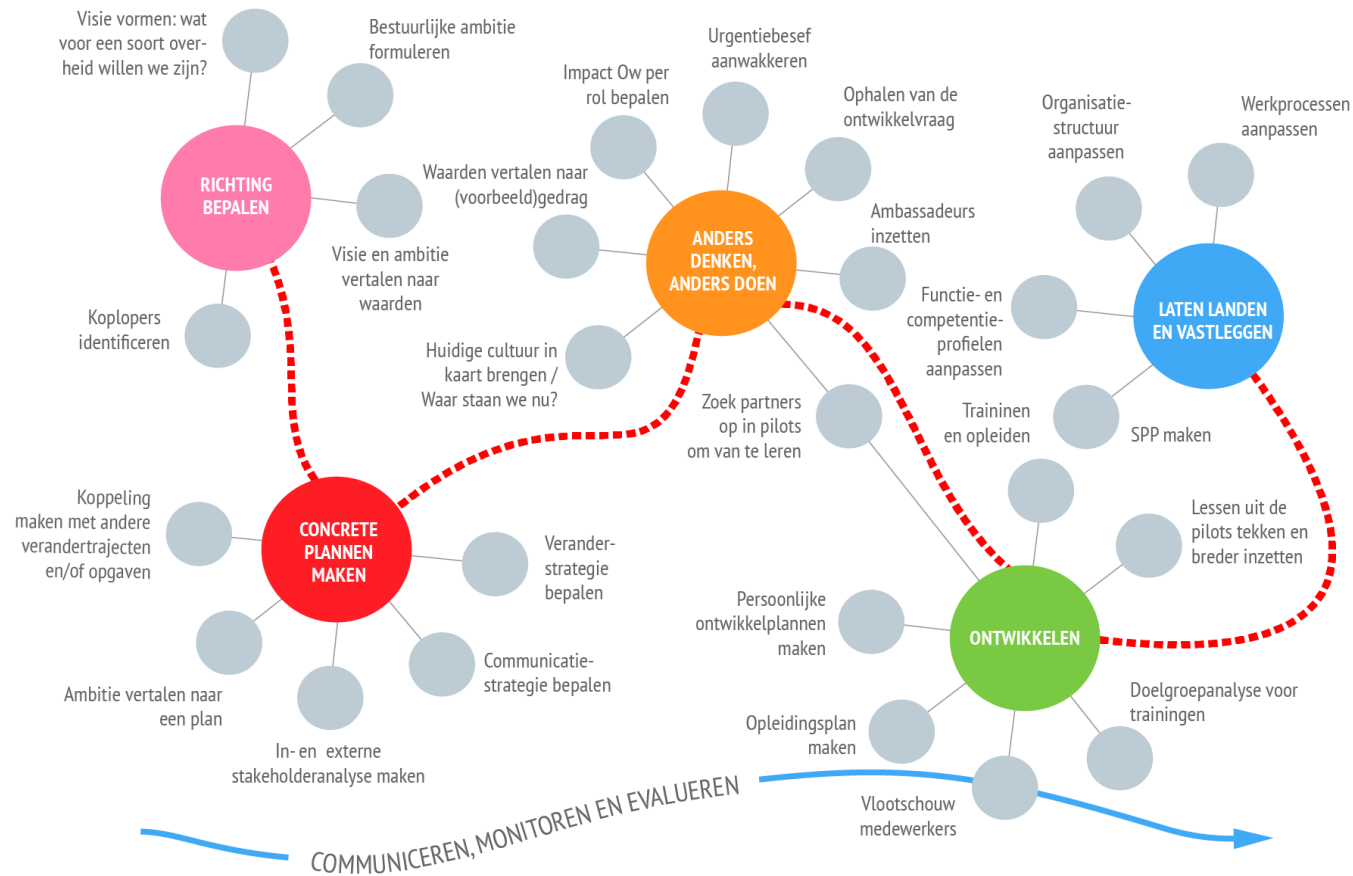 Visie vormen: wat
voor een soort over-
heid willen we zijn?
Bestuurlijke ambitie
formuleren
RICHTING
BEPALEN
Visie en ambitie
vertalen naar
waarden
Koplopers
identificeren
Koppeling
maken met andere
verandertrajecten
en/of opgaven
CONCRETE
PLANNEN
MAKEN
Verander-
strategie
bepalen
Communicatie-
strategie bepalen
Ambitie vertalen naar
een plan
In- en externe
stakeholderanalyse maken
Urgentiebesef
aanwakkeren
Impact Ow per
rol bepalen
Ophalen van de
ontwikkelvraag
Waarden vertalen naar
(voorbeeld)gedrag
ANDERS
DENKEN,
ANDERS DOEN
Ambassadeurs
inzetten
Huidige cultuur in
kaart brengen /
Waar staan we nu?
Zoek partners
op in pilots
om van te leren
Organisatie-
structuur
aanpassen
Werkprocessen
aanpassen
Functie- en
competentie-
profielen
aanpassen
LATEN LANDEN
EN VASTLEGGEN
SPP maken
Traininen
en opleiden
Lessen uit de
pilots tekken en
breder inzetten
Persoonlijke
ontwikkelplannen
maken
ONTWIKKELEN
Opleidingsplan
maken
Doelgroepanalyse voor
trainingen
Vlootschouw
medewerkers
COMMUNICEREN, MONITOREN EN EVALUEREN